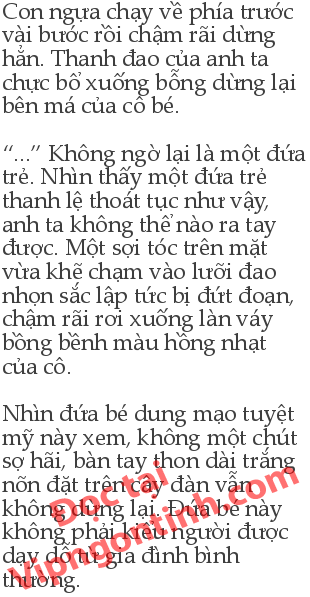 Con ngựa chạy về phía trước
vài bước rồi chậm rãi dừng
hẳn. Thanh đao của anh ta
chực bổ xuống bỗng dừng lại
bên má của cô bé.
“...” Không ngờ lại là một đứa
trẻ. Nhìn thấy một đứa trẻ
thanh lệ thoát tục như vậy,
anh ta không thể nào ra tay
được. Một sợi tóc trên mặt
vừa khẽ chạm vào lưỡi đao
nhọn sắc lập tức bị đứt đoạn,
chậm rãi rơi xuống làn váy
bồng bềnh màu hồng nhạt
của cô.
Nhìn đứa bé dung mạo tuyệt
mỹ này xem, không một chút
sợ hãi, bàn tay thon dài trắng
nõn đặt trên cây đàn vẫn
không dừng lại. Đứa bé này
không phải kiểu người được
dạy dỗ từ gia đình bình
thường.
Đọc tại
Vipngontinh.com